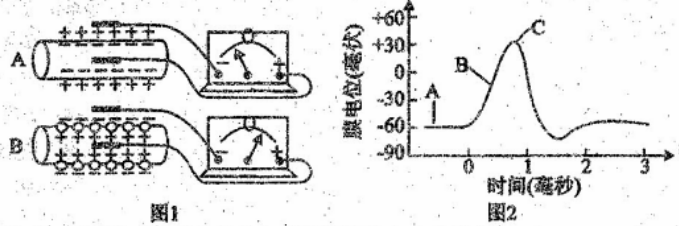 A
B
+ + + + + +
- +
- +
图1
膜电位(毫伏)
+60
+30
0
-30
-60
-90
A
B
C
0 1 2 3
时间(毫秒)
图2